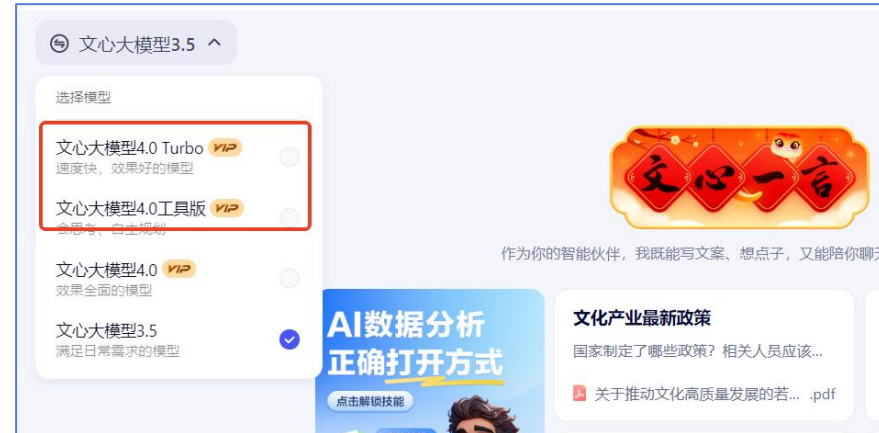 文心大模型3.5
选择模型
文心大模型4.0 Turbo VIP
速度快，效果好的模型
文心大模型4.0工具版 VIP
会思考、自主规划
文心大模型4.0 VIP
效果全面的模型
文心大模型3.5
满足日常需求的模型
文心一言
作为你的智能伙伴，我既能写文案、想点子，又能陪你聊
AI数据分析
正确打开方式
点击解锁技能
文化产业最新政策
国家制定了哪些政策？相关人员应该...
关于推动文化高质量发展的若... .pdf